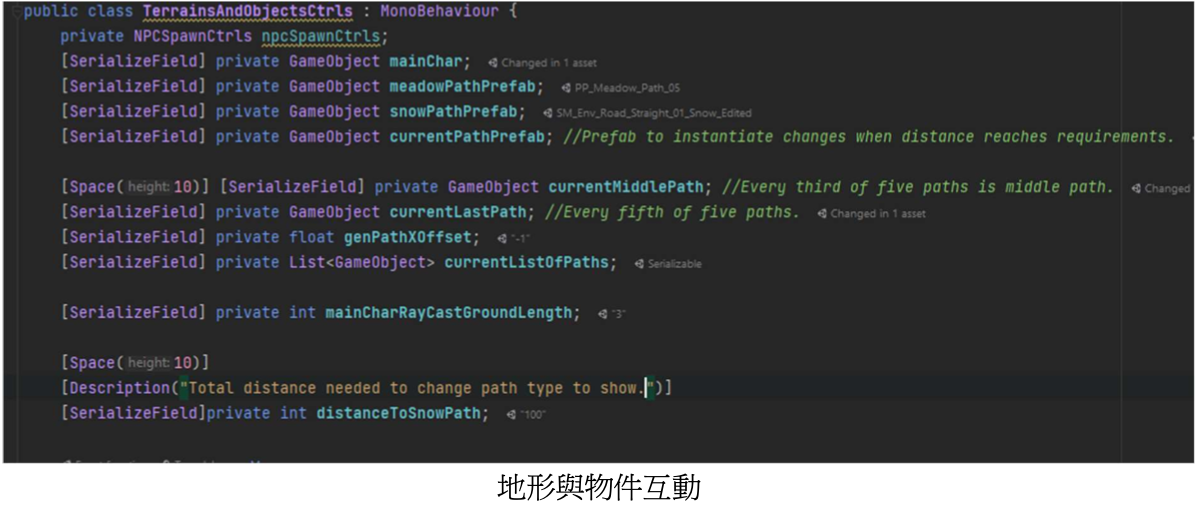 public class TerrainsAndObjectsCtrls : MonoBehaviour {
private NPCSpawnCtrls npcSpawnCtrls;
[SerializeField] private GameObject mainChar; Changed in 1 asset
[SerializeField] private GameObject meadowPathPrefab; PP_Meadow_Path_05
[SerializeField] private GameObject snowPathPrefab; SM_Env_Road_Straight_01_Snow_Edited
[SerializeField] private GameObject currentPathPrefab; //Prefab to instantiate changes when distance reaches requirements.
[Space( height: 10)] [SerializeField] private GameObject currentMiddlePath; //Every third of five paths is middle path. Changed
[SerializeField] private GameObject currentLastPath; //Every fifth of five paths. Changed in 1 asset
[SerializeField] private float genPathXOffset; "-1"
[SerializeField] private List<GameObject> currentListOfPaths; Serializable
[SerializeField] private int mainCharRayCastGroundLength; "3"
[Space( height: 10)]
[Description("Total distance needed to change path type to show.")]
[SerializeField]private int distanceToSnowPath; "100"
地形與物件互動